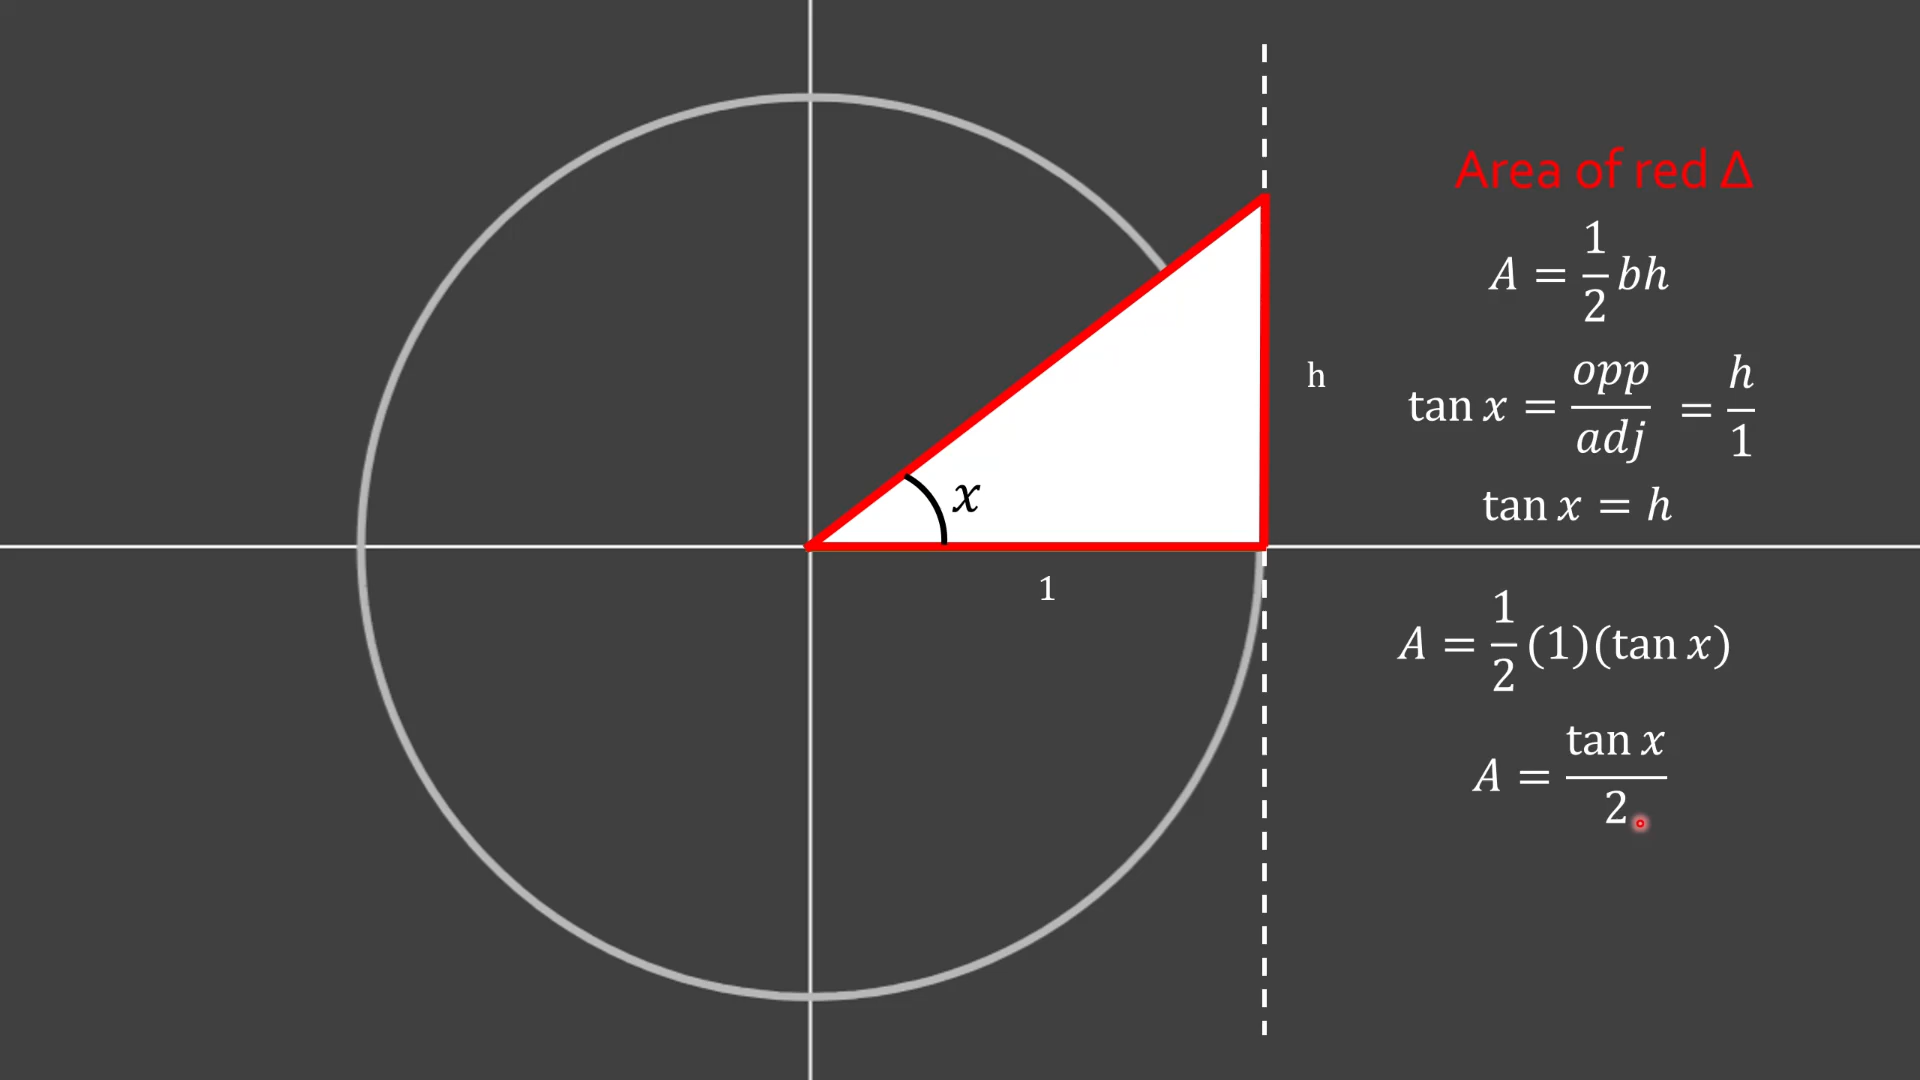 Area of red Δ
A = 1/2 bh
h
tan x = opp/adj = h/1
x
tan x = h
1
A = 1/2 (1)(tan x)
A = tan x/2